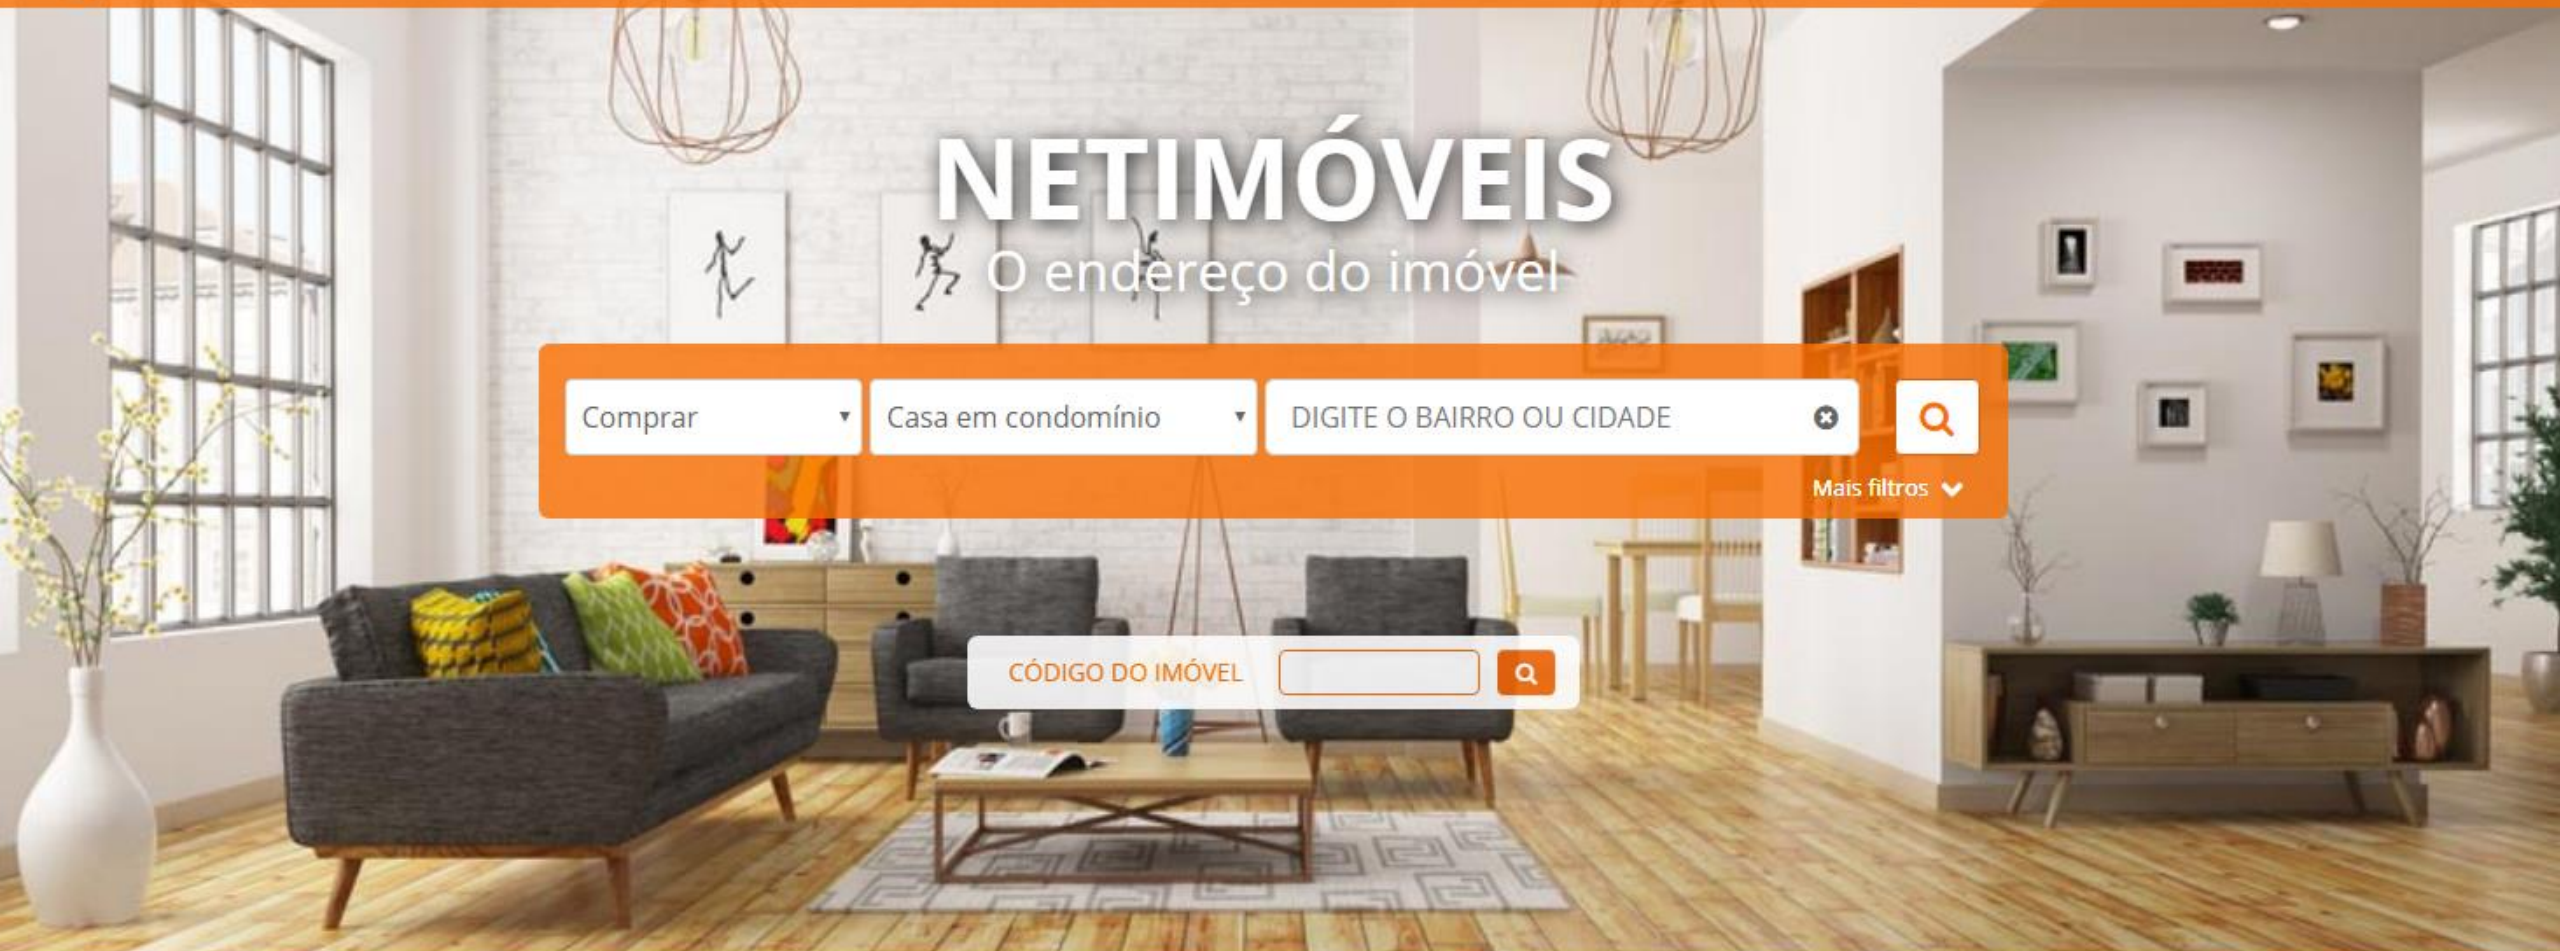 NETIMÓVEIS
O endereço do imóvel
Comprar
Casa em condomínio
DIGITE O BAIRRO OU CIDADE
Mais filtros
CÓDIGO DO IMÓVEL